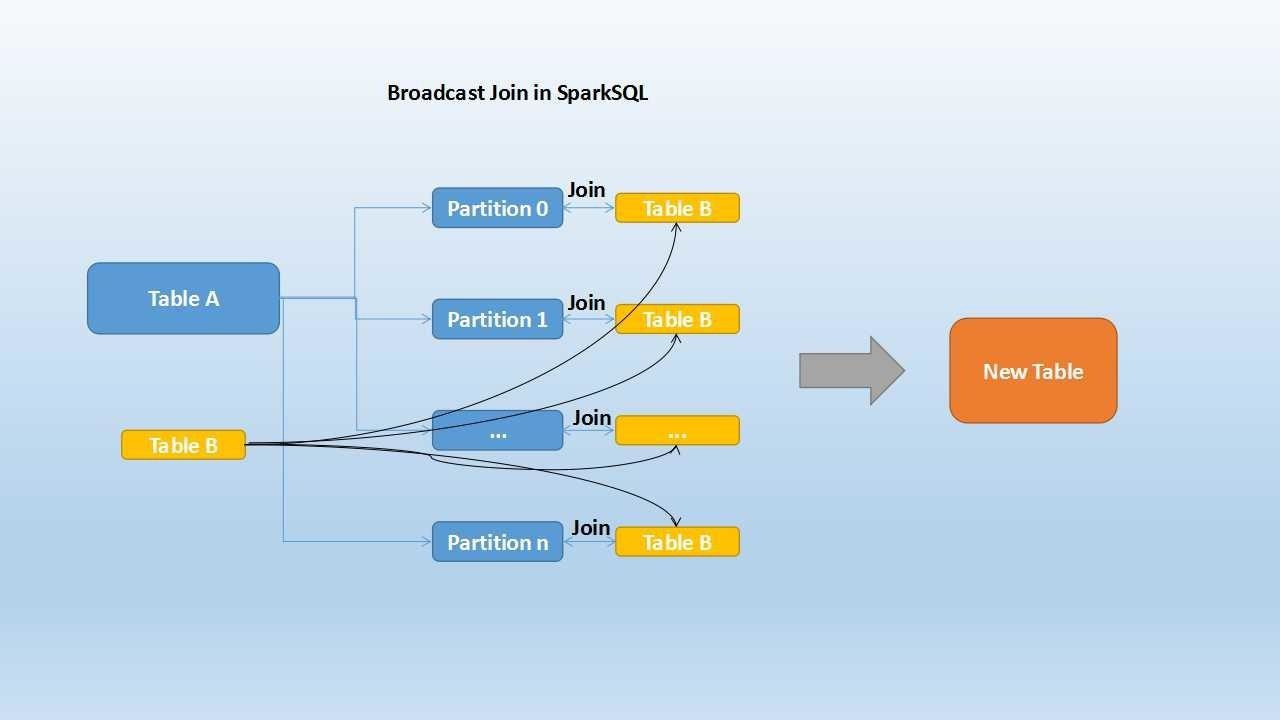 Broadcast Join in SparkSQL
Join
Partition 0
Table B
Table A
Join
Partition 1
Table B
New Table
Join
...
...
Table B
Join
Partition n
Table B